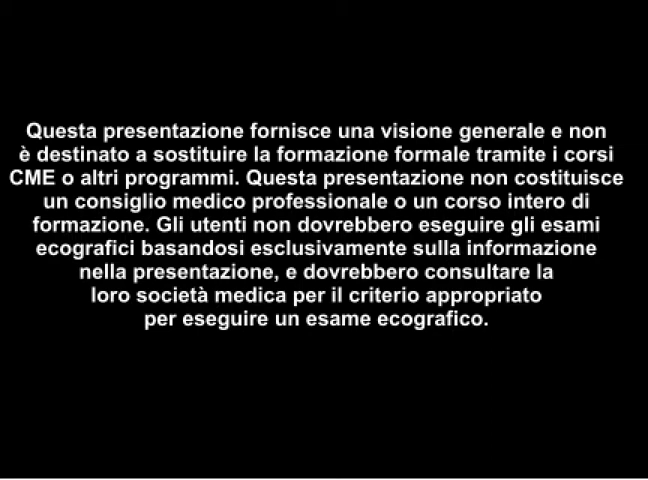 Questa presentazione fornisce una visione generale e non
è destinato a sostituire la formazione formale tramite i corsi
CME o altri programmi. Questa presentazione non costituisce
un consiglio medico professionale o un corso intero di
formazione. Gli utenti non dovrebbero eseguire gli esami
ecografici basandosi esclusivamente sulla informazione
nella presentazione, e dovrebbero consultare la
loro società medica per il criterio appropriato
per eseguire un esame ecografico.